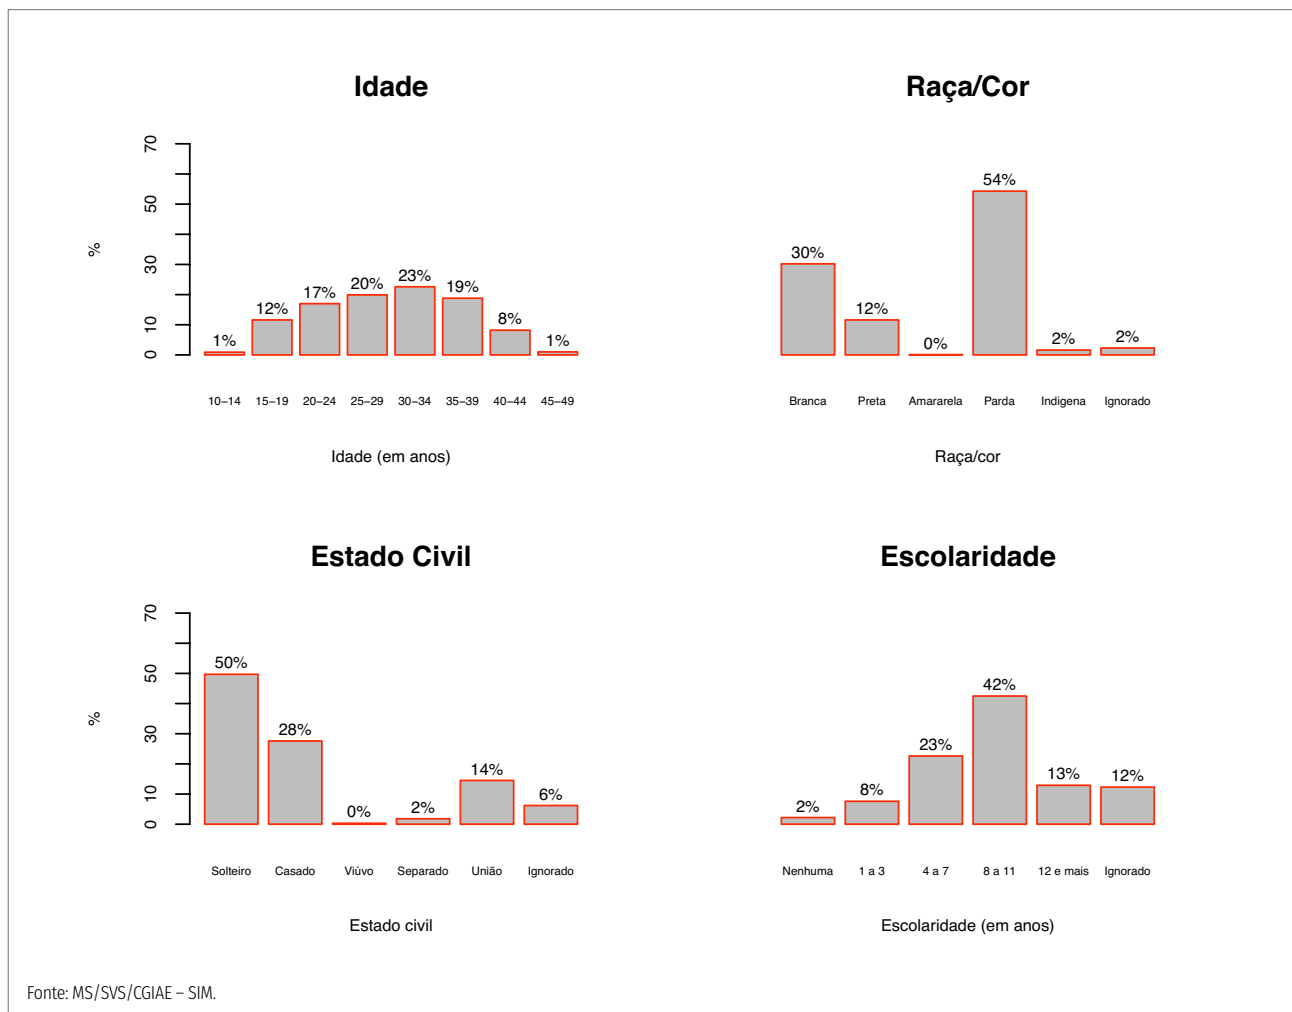 Idade
%
70
50
30
10
0
1%
12%
17%
20%
23%
19%
8%
1%
10–14 15–19 20–24 25–29 30–34 35–39 40–44 45–49
Idade (em anos)
Raça/Cor
30%
12%
0%
54%
2%
2%
Branca Preta Amararela Parda Indigena Ignorado
Raça/cor
Estado Civil
%
70
50
30
10
0
50%
28%
0%
2%
14%
6%
Solteiro Casado Viúvo Separado União Ignorado
Estado civil
Escolaridade
2%
8%
23%
42%
13%
12%
Nenhuma 1 a 3 4 a 7 8 a 11 12 e mais Ignorado
Escolaridade (em anos)
Fonte: MS/SVS/CGIAE – SIM.